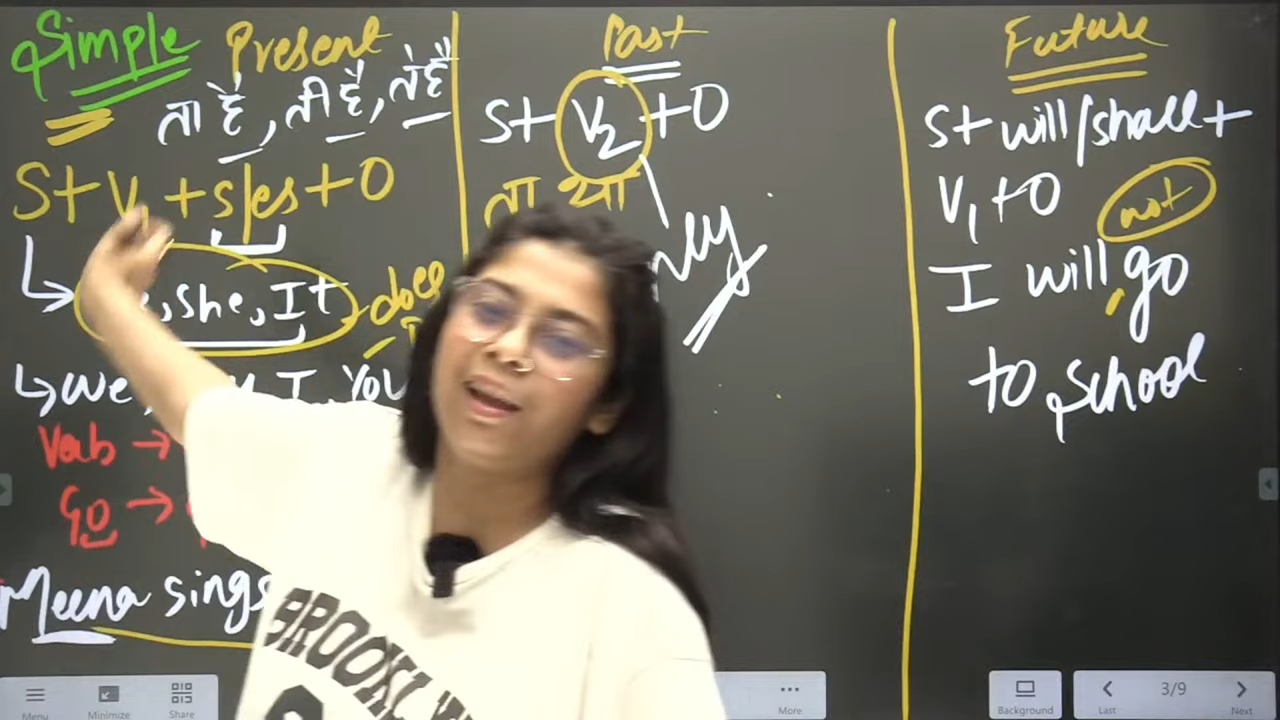 Simple Present
ता है, ती है, ते हैं
S + V1 + s/es + O
she, It does
we, I, You
Verb →
Go →
Meena sings
Past
S + V2 + O
ता था
Future
S + will/shall +
V1 + O not
I will go
to school
BROOKLY
Menu
Minimize
Share
More
Background
Last
3/9
Next